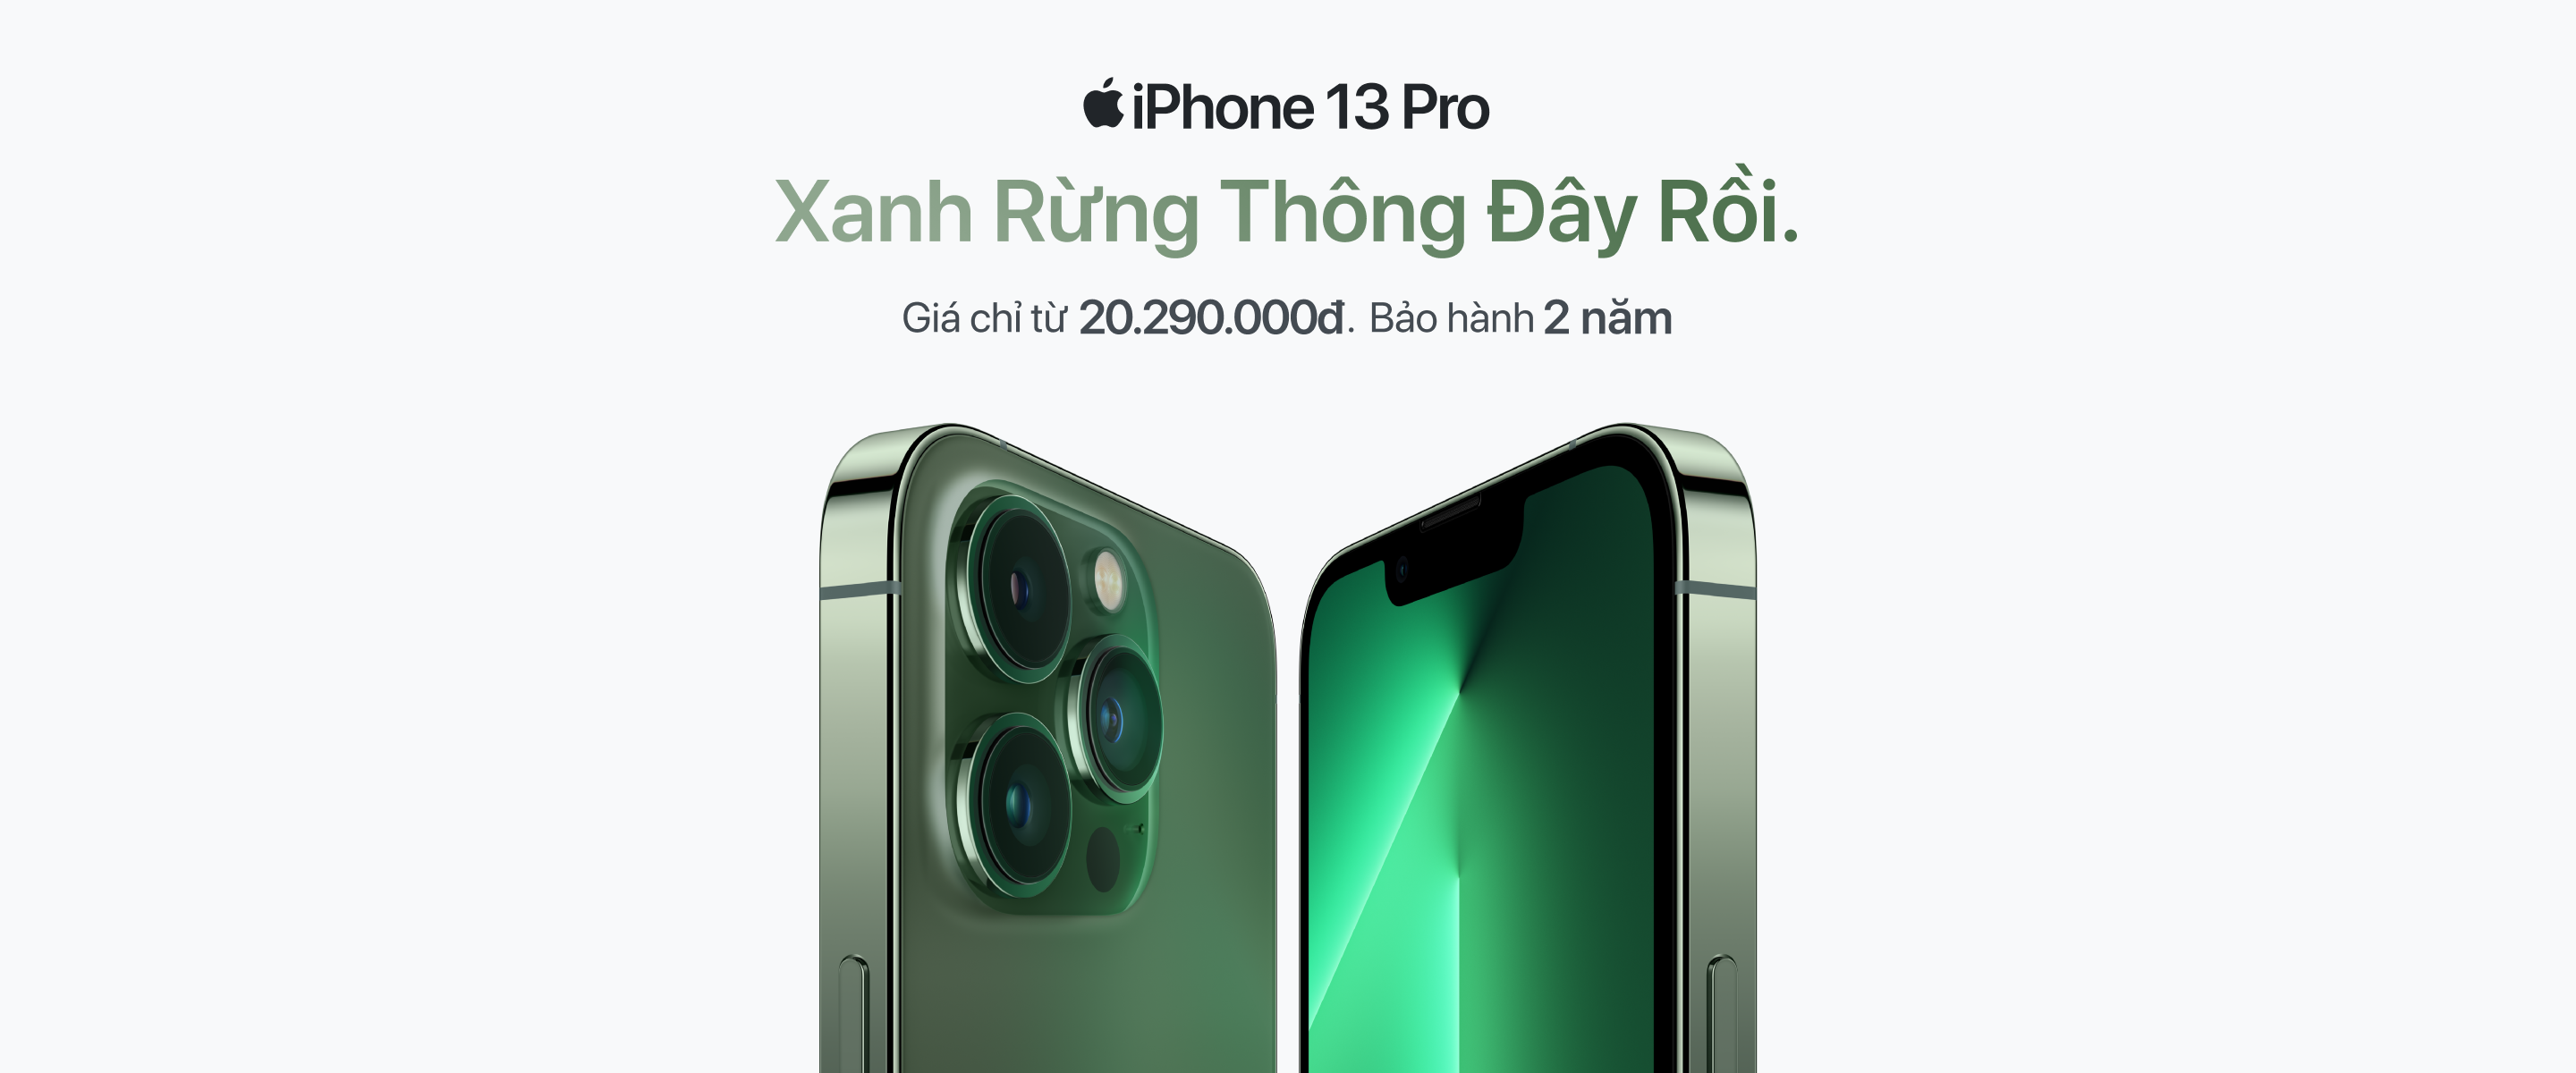 iPhone 13 Pro
Xanh Rừng Thông Đây Rồi.
Giá chỉ từ 20.290.000đ. Bảo hành 2 năm